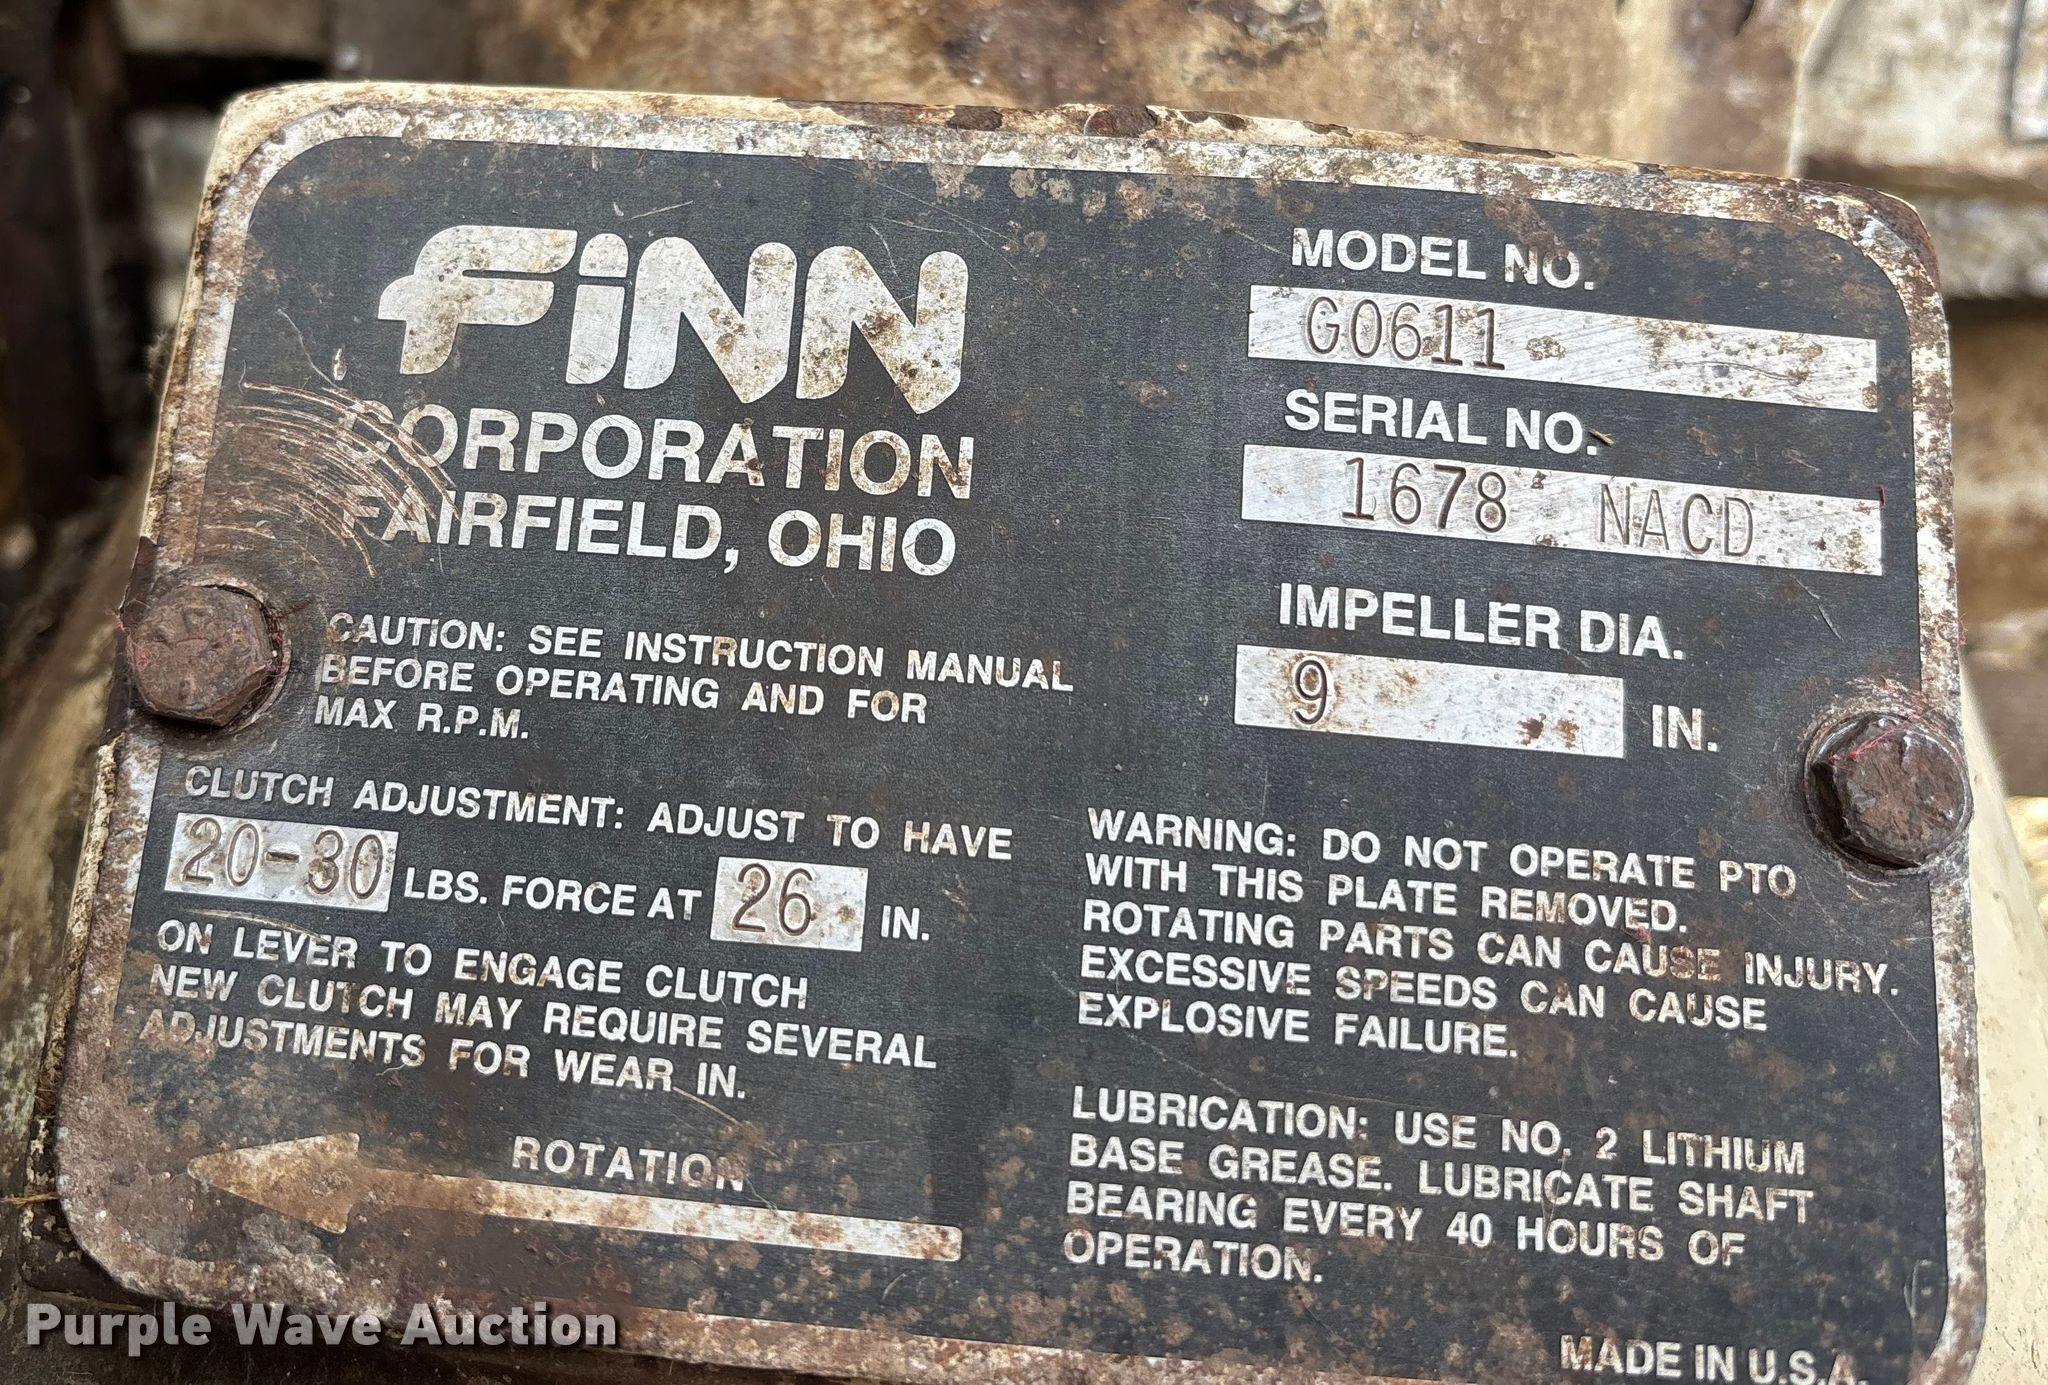 FiNN
CORPORATION
FAIRFIELD, OHIO
MODEL NO.
G0611
SERIAL NO.
1678 NACD
IMPELLER DIA.
9 IN.
CAUTION: SEE INSTRUCTION MANUAL
BEFORE OPERATING AND FOR
MAX R.P.M.
CLUTCH ADJUSTMENT: ADJUST TO HAVE
20-30 LBS. FORCE AT 26 IN.
ON LEVER TO ENGAGE CLUTCH
NEW CLUTCH MAY REQUIRE SEVERAL
ADJUSTMENTS FOR WEAR IN.
ROTATION
WARNING: DO NOT OPERATE PTO
WITH THIS PLATE REMOVED.
ROTATING PARTS CAN CAUSE INJURY.
EXCESSIVE SPEEDS CAN CAUSE
EXPLOSIVE FAILURE.
LUBRICATION: USE NO. 2 LITHIUM
BASE GREASE. LUBRICATE SHAFT
BEARING EVERY 40 HOURS OF
OPERATION.
MADE IN U.S.A.
Purple Wave Auction